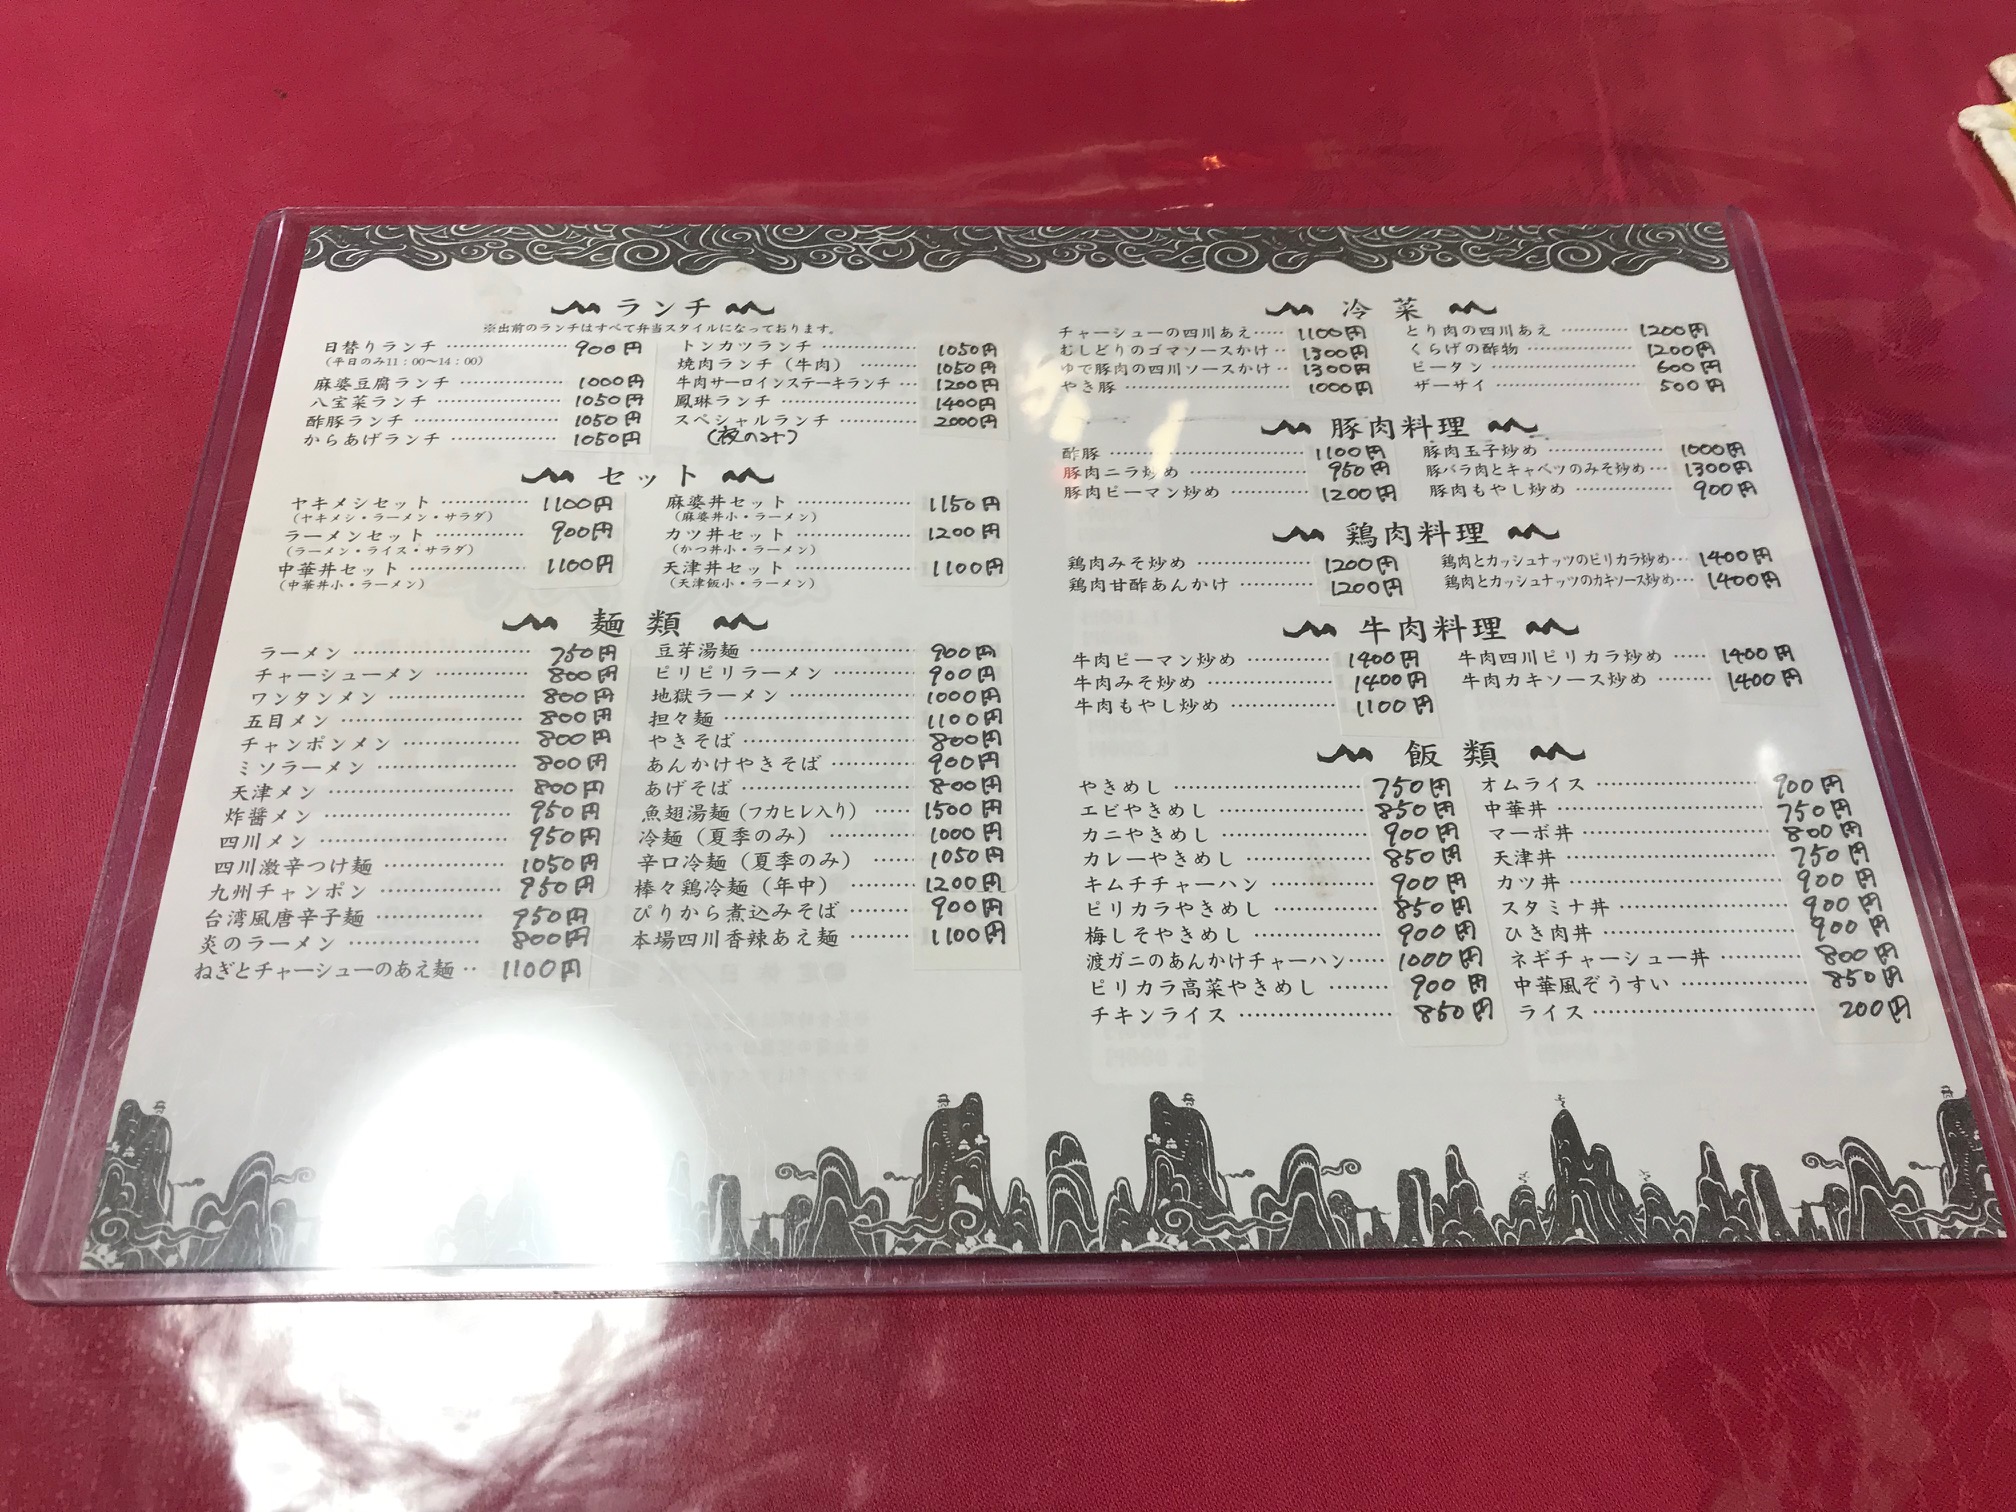 ランチ
※出前のランチはすべて弁当スタイルになっております。
日替りランチ 900円
(平日のみ11:00〜14:00)
麻婆豆腐ランチ 1000円
八宝菜ランチ 1050円
酢豚ランチ 1050円
からあげランチ 1050円
トンカツランチ 1050円
焼肉ランチ(牛肉) 1050円
牛肉サーロインステーキランチ 1200円
鳳琳ランチ 1400円
スペシャルランチ 2000円
(夜のみ)
セット
ヤキメシセット 1100円
(ヤキメシ・ラーメン・サラダ)
ラーメンセット 900円
(ラーメン・ライス・サラダ)
中華丼セット 1100円
(中華丼小・ラーメン)
麻婆丼セット 1150円
(麻婆丼小・ラーメン)
カツ丼セット 1200円
(かつ丼小・ラーメン)
天津丼セット 1100円
(天津飯小・ラーメン)
麺類
ラーメン 750円
チャーシューメン 800円
ワンタンメン 800円
五目メン 800円
チャンポンメン 800円
ミソラーメン 800円
天津メン 800円
炸醤メン 950円
四川メン 950円
四川激辛つけ麺 1050円
九州チャンポン 950円
台湾風唐辛子麺 950円
炎のラーメン 800円
ねぎとチャーシューのあえ麺 1100円
豆芽湯麺 900円
ピリピリラーメン 900円
地獄ラーメン 1000円
担々麺 1100円
やきそば 800円
あんかけやきそば 900円
あげそば 800円
魚翅湯麺(フカヒレ入り) 1500円
冷麺(夏季のみ) 1000円
辛口冷麺(夏季のみ) 1050円
棒々鶏冷麺(年中) 1200円
ぴりから煮込みそば 900円
本場四川香辣あえ麺 1100円
冷菜
チャーシューの四川あえ 1100円
むしどりのゴマソースかけ 1300円
ゆで豚肉の四川ソースかけ 1300円
やき豚 1000円
とり肉の四川あえ 1200円
くらげの酢物 1200円
ピータン 600円
ザーサイ 500円
豚肉料理
酢豚 1100円
豚肉ニラ炒め 950円
豚肉ピーマン炒め 1200円
豚肉玉子炒め 1000円
豚バラ肉とキャベツのみそ炒め 1300円
豚肉もやし炒め 900円
鶏肉料理
鶏肉みそ炒め 1200円
鶏肉甘酢あんかけ 1200円
鶏肉とカッシュナッツのピリカラ炒め 1400円
鶏肉とカッシュナッツのカキソース炒め 1400円
牛肉料理
牛肉ピーマン炒め 1400円
牛肉みそ炒め 1400円
牛肉もやし炒め 1100円
牛肉四川ピリカラ炒め 1400円
牛肉カキソース炒め 1400円
飯類
やきめし 750円
エビやきめし 850円
カニやきめし 900円
カレーやきめし 850円
キムチチャーハン 900円
ピリカラやきめし 850円
梅しそやきめし 900円
渡ガニのあんかけチャーハン 1000円
ピリカラ高菜やきめし 900円
チキンライス 850円
オムライス 900円
中華丼 750円
マーボ丼 800円
天津丼 750円
カツ丼 900円
スタミナ丼 900円
ひき肉丼 900円
ネギチャーシュー丼 800円
中華風ぞうすい 850円
ライス 200円